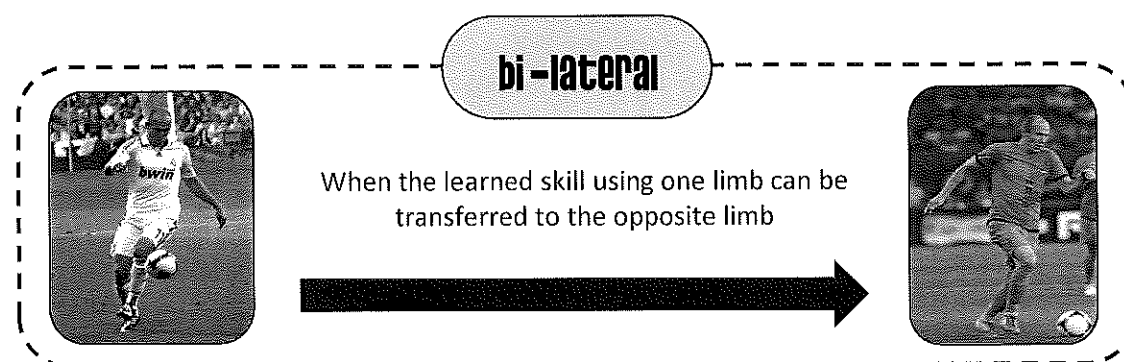 bi-lateral
bwin
When the learned skill using one limb can be
transferred to the opposite limb